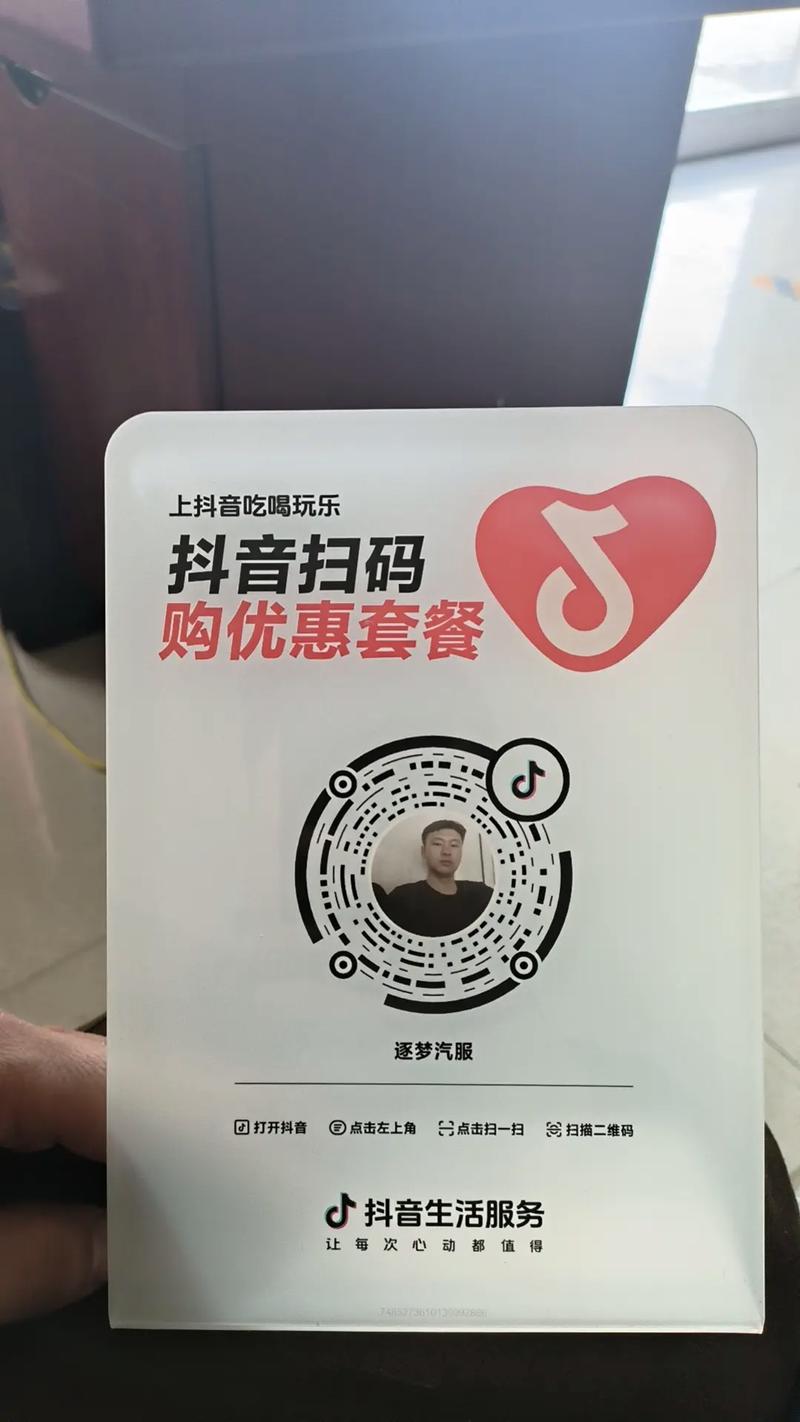 上抖音吃喝玩乐
抖音扫码
购优惠套餐
逐梦汽服
打开抖音 点击左上角 点击扫一扫 扫描二维码
抖音生活服务
让每次心动都值得